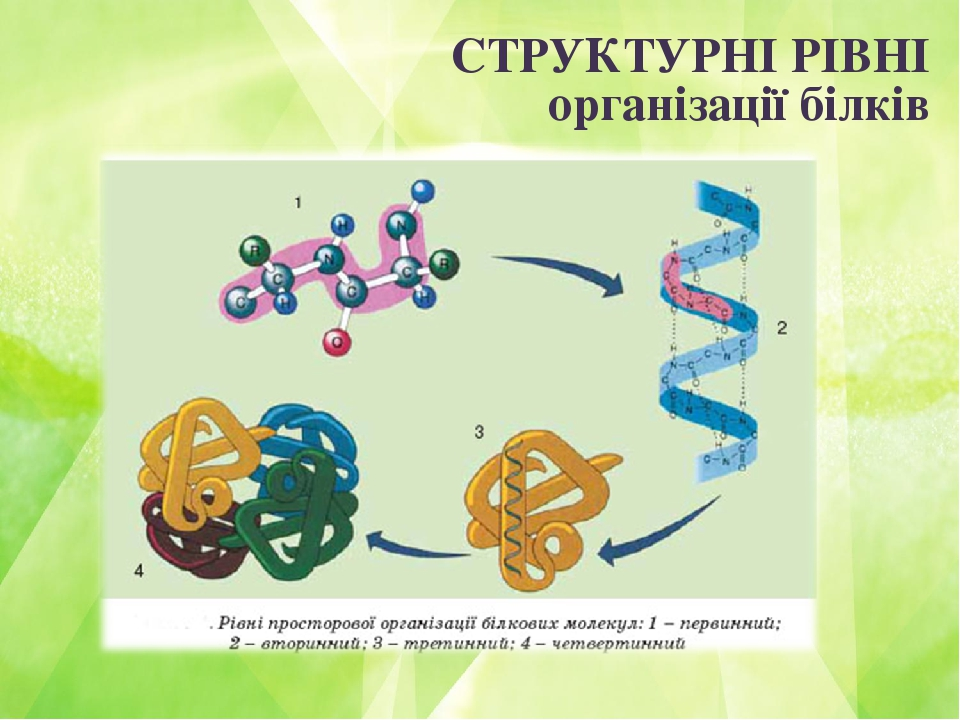 СТРУКТУРНІ РІВНІ
організації білків
1
H
N
R
N
C
C
C
R
C
H
H
O
2
3
4
. Рівні просторової організації білкових молекул: 1 – первинний;
2 – вторинний; 3 – третинний; 4 – четвертинний